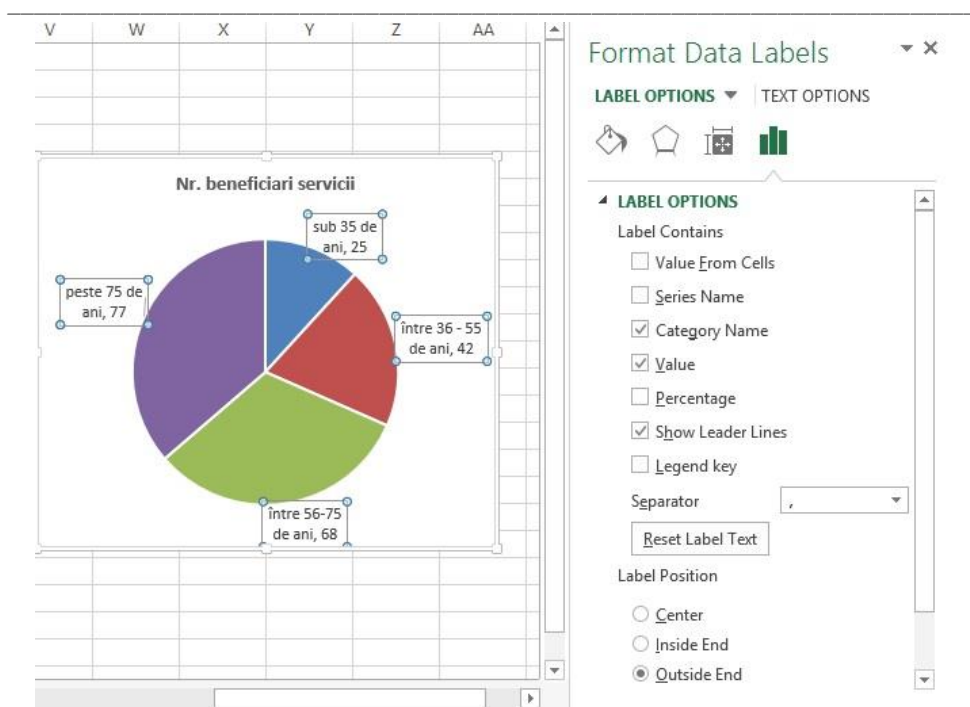 V W X Y Z AA
Nr. beneficiari servicii
sub 35 de
ani, 25
peste 75 de
ani, 77
între 36 - 55
de ani, 42
între 56-75
de ani, 68
Format Data Labels
LABEL OPTIONS TEXT OPTIONS
LABEL OPTIONS
Label Contains
Value From Cells
Series Name
Category Name
Value
Percentage
Show Leader Lines
Legend key
Separator ,
Reset Label Text
Label Position
Center
Inside End
Outside End